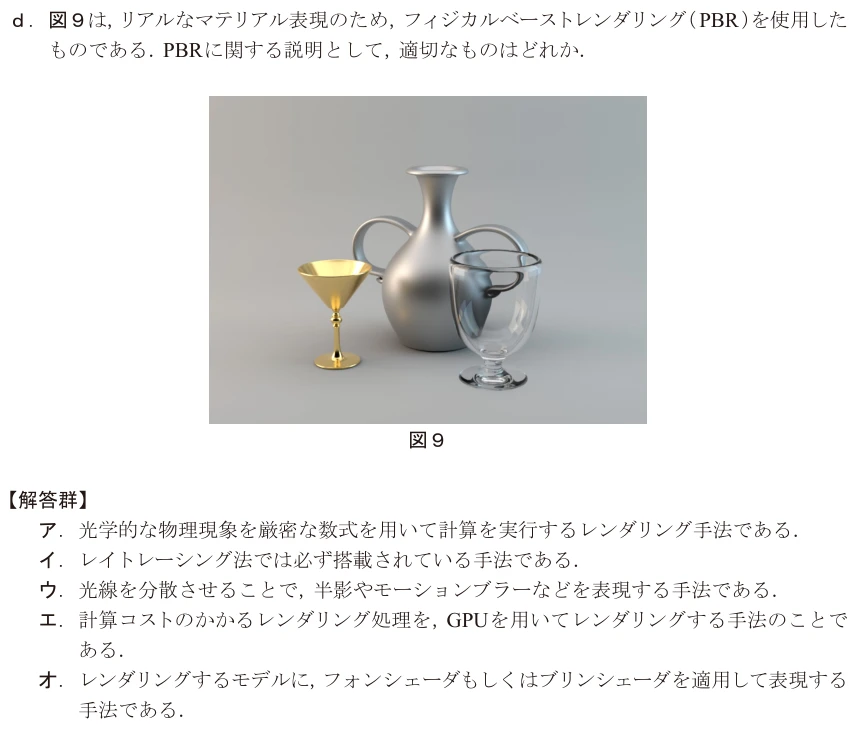 d． 図9は，リアルなマテリアル表現のため，フィジカルベーストレンダリング（PBR）を使用した
ものである．PBRに関する説明として，適切なものはどれか．
図9
【解答群】
ア． 光学的な物理現象を厳密な数式を用いて計算を実行するレンダリング手法である．
イ． レイトレーシング法では必ず搭載されている手法である．
ウ． 光線を分散させることで，半影やモーションブラーなどを表現する手法である．
エ． 計算コストのかかるレンダリング処理を，GPUを用いてレンダリングする手法のことで
ある．
オ． レンダリングするモデルに，フォンシェーダもしくはブリンシェーダを適用して表現する
手法である．